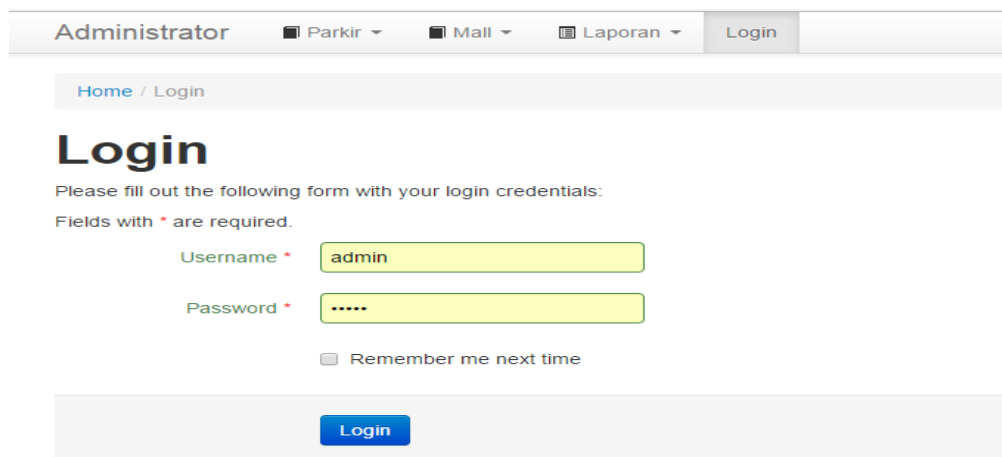 Administrator Parkir Mall Laporan Login
Home / Login
Login
Please fill out the following form with your login credentials:
Fields with * are required.
Username * admin
Password * •••••
Remember me next time
Login